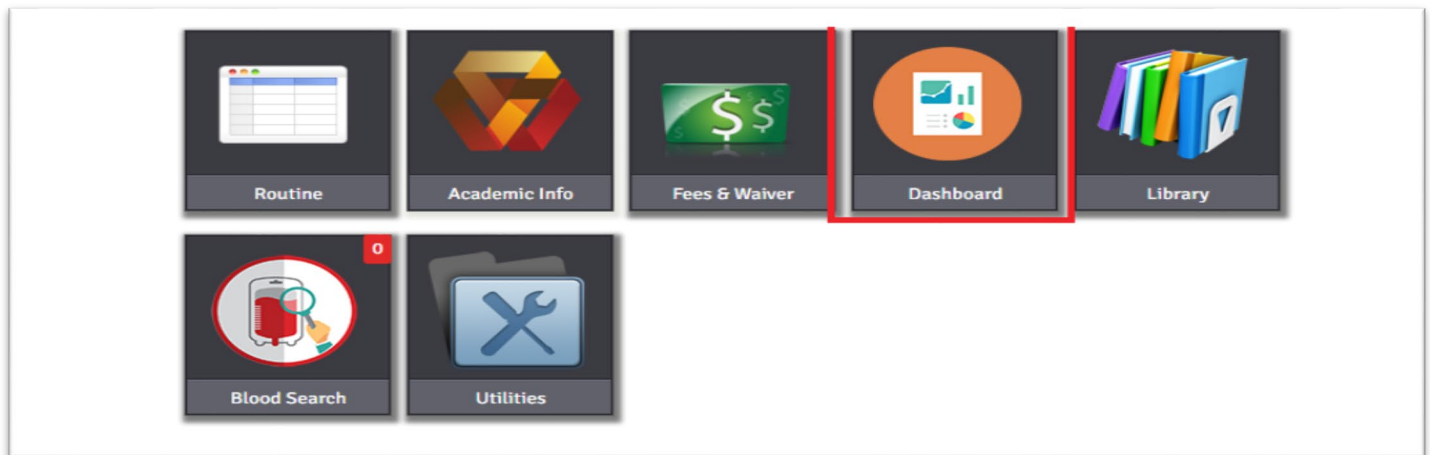 Routine
Academic Info
Fees & Waiver
Dashboard
Library
0
Blood Search
Utilities